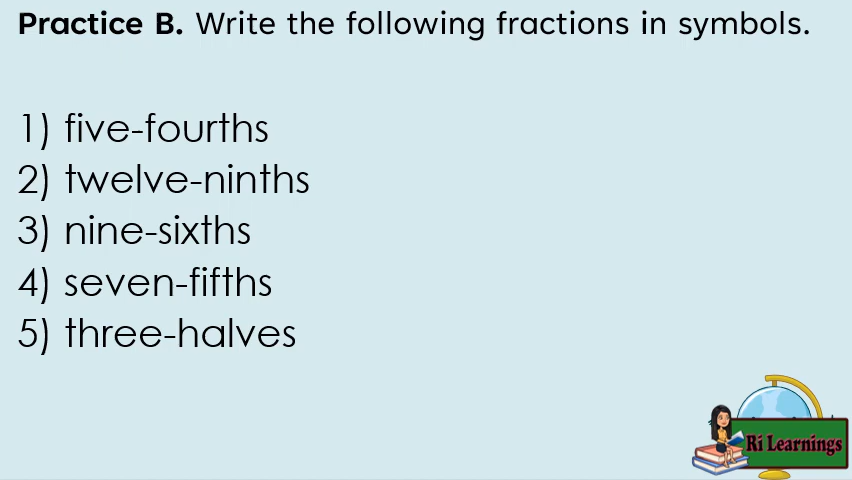 Practice B. Write the following fractions in symbols.
1) five-fourths
2) twelve-ninths
3) nine-sixths
4) seven-fifths
5) three-halves
Ri Learnings